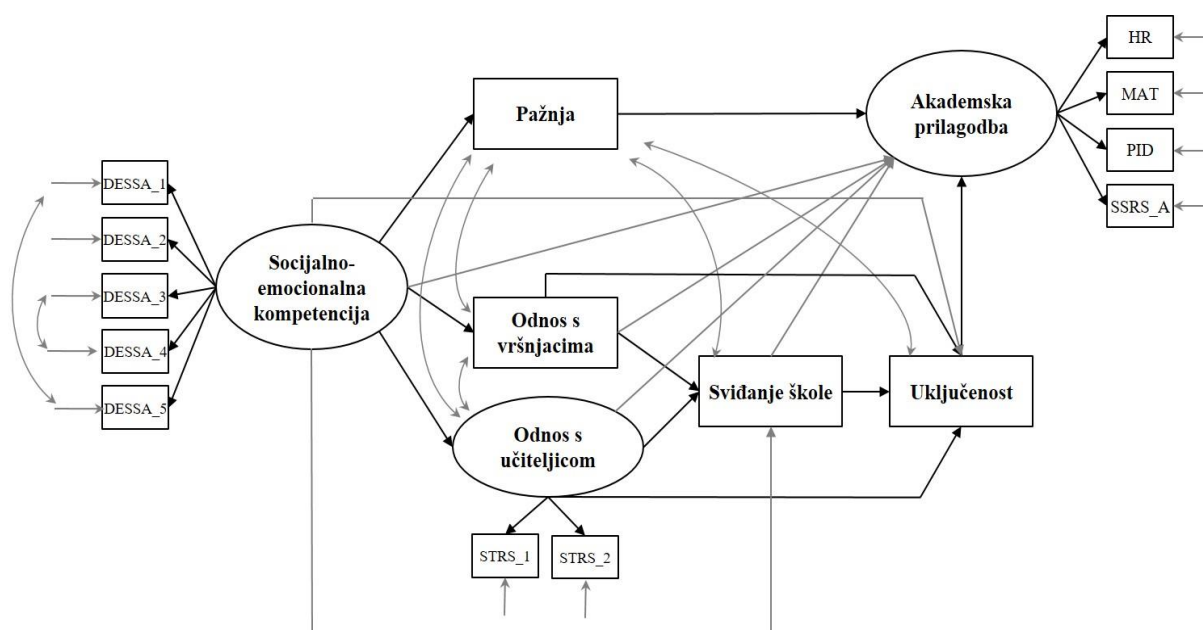 HR
MAT
PID
SSRS_A
Akademska
prilagodba
Pažnja
DESSA_1
DESSA_2
DESSA_3
DESSA_4
DESSA_5
Socijalno-
emocionalna
kompetencija
Odnos s
vršnjacima
Sviđanje škole
Uključenost
Odnos s
učiteljicom
STRS_1
STRS_2